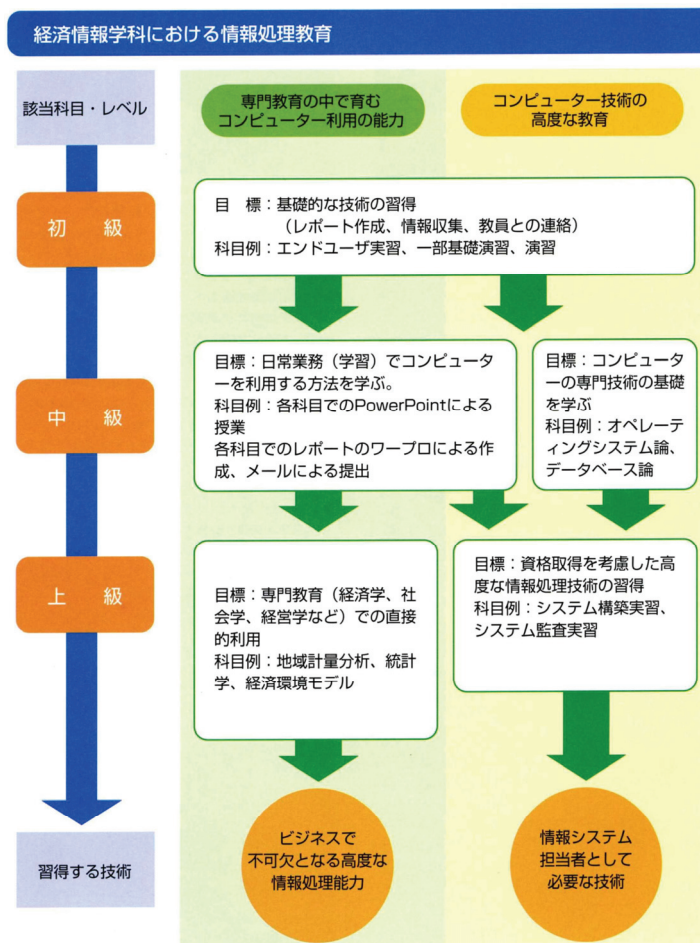 経済情報学科における情報処理教育
該当科目・レベル
専門教育の中で育む
コンピューター利用の能力
コンピューター技術の
高度な教育
初　級
目　標：基礎的な技術の習得
（レポート作成、情報収集、教員との連絡）
科目例：エンドユーザ実習、一部基礎演習、演習
中　級
目標：日常業務（学習）でコンピュータ
ーを利用する方法を学ぶ。
科目例：各科目でのPowerPointによる
授業
各科目でのレポートのワープロによる作
成、メールによる提出
目標：コンピュータ
ーの専門技術の基礎
を学ぶ
科目例：オペレーテ
ィングシステム論、
データベース論
上　級
目標：専門教育（経済学、社
会学、経営学など）での直接
的利用
科目例：地域計量分析、統計
学、経済環境モデル
目標：資格取得を考慮した高
度な情報処理技術の習得
科目例：システム構築実習、
システム監査実習
習得する技術
ビジネスで
不可欠となる高度な
情報処理能力
情報システム
担当者として
必要な技術